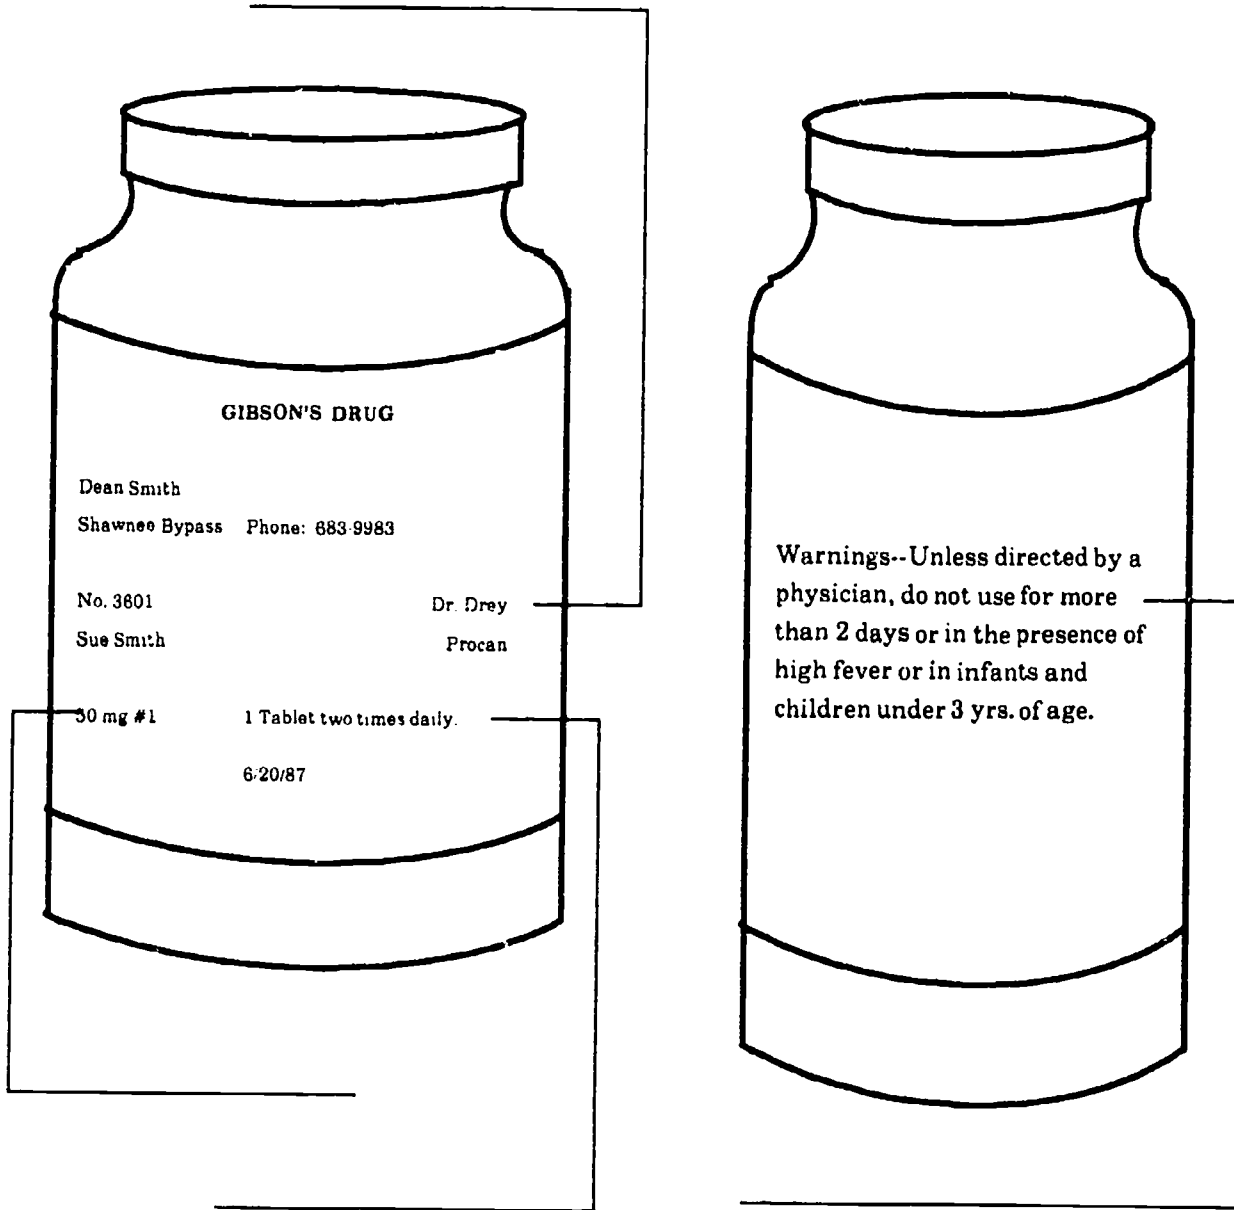 GIBSON'S DRUG
Dean Smith
Shawnee Bypass Phone: 683-9983
No. 3601 Dr. Drey
Sue Smith Procan
50 mg #1 1 Tablet two times daily.
6/20/87
Warnings--Unless directed by a
physician, do not use for more
than 2 days or in the presence of
high fever or in infants and
children under 3 yrs. of age.